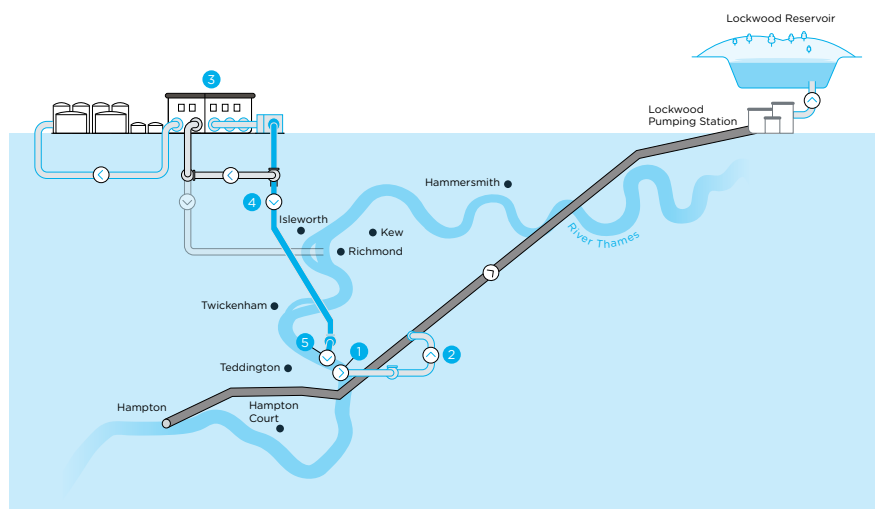 Lockwood Reservoir
3
Lockwood
Pumping Station
Hammersmith
4
Isleworth
Kew
River Thames
Richmond
Twickenham
5
1
2
Teddington
Hampton
Hampton
Court